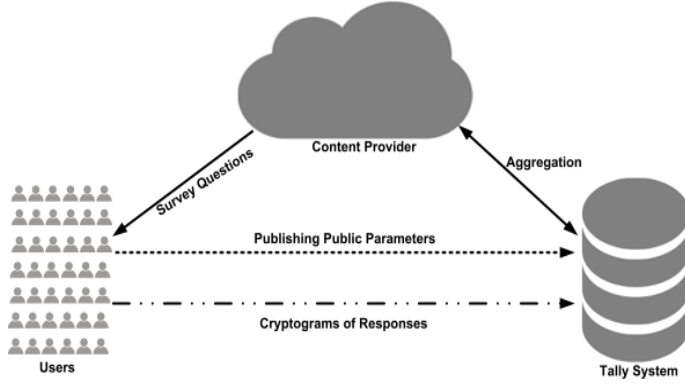 Content Provider
Survey Questions
Aggregation
Publishing Public Parameters
Cryptograms of Responses
Users
Tally System